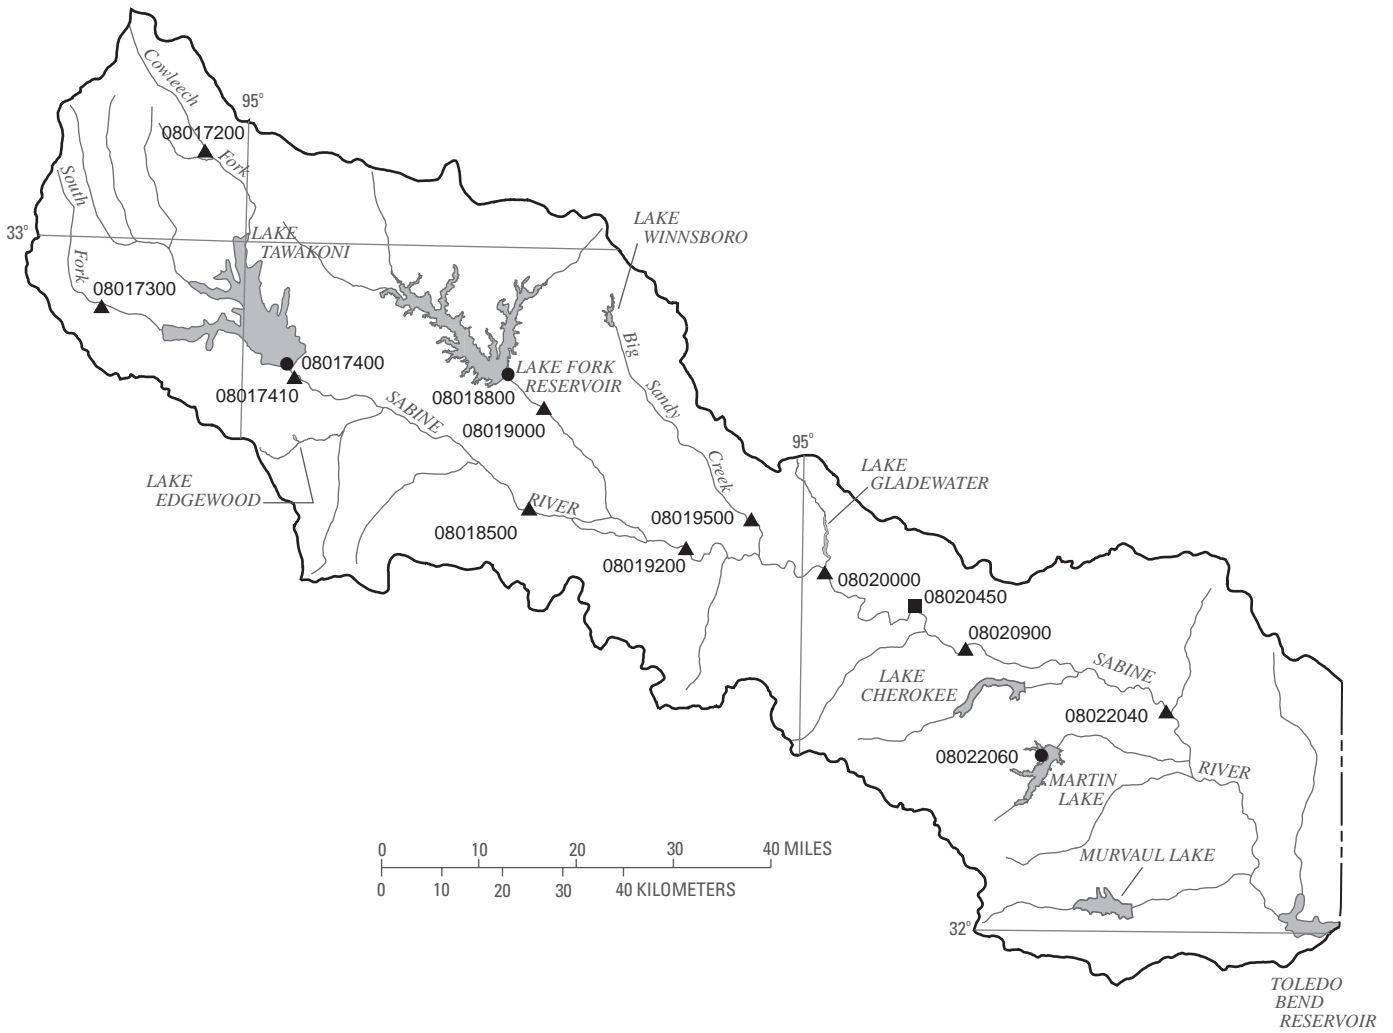 Cowleech
95°
08017200
Fork
South
LAKE
WINNSBORO
33°
LAKE
TAWAKONI
Fork
08017300
Big
08017400
LAKE FORK
RESERVOIR
08017410
08018800
SABINE
Sandy
08019000
95°
Creek
LAKE
GLADEWATER
LAKE
EDGEWOOD
RIVER
08019500
08018500
08019200
08020000
08020450
08020900
SABINE
LAKE
CHEROKEE
08022040
08022060
RIVER
MARTIN
LAKE
0 10 20 30 40 MILES
0 10 20 30 40 KILOMETERS
MURVAUL LAKE
32°
TOLEDO
BEND
RESERVOIR